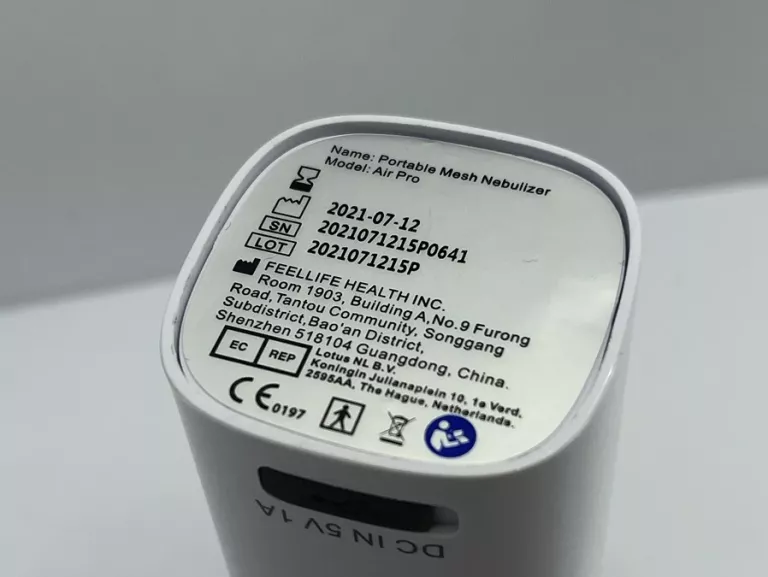 Name: Portable Mesh Nebulizer
Model: Air Pro
2021-07-12
SN 2021071215P0641
LOT 2021071215P
FEELLIFE HEALTH INC.
Room 1903, Building A,No.9 Furong
Road,Tantou Community, Songgang
Subdistrict,Bao'an District,
Shenzhen 518104 Guangdong, China.
EC REP
Lotus NL B.V.
Koningin Julianaplein 10, 1e Verd,
2595AA, The Hague, Netherlands.
CE 0197
DC IN 5V 1A